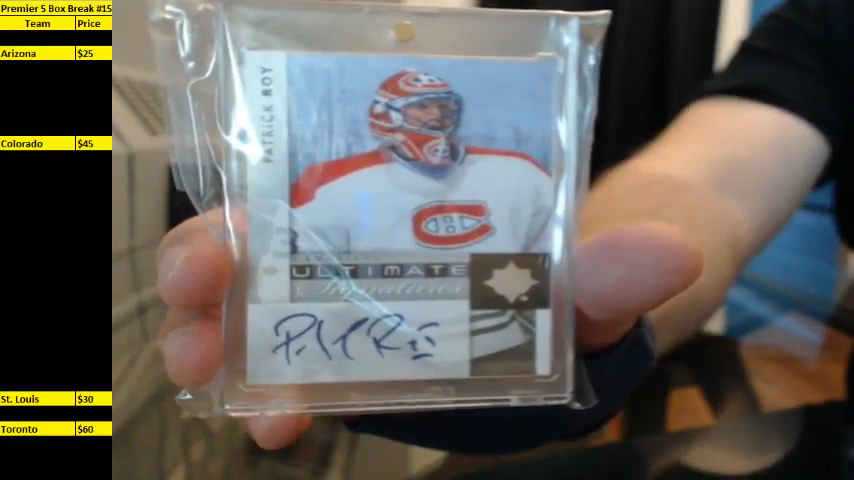 Premier 5 Box Break #15
Team Price
Arizona $25
Colorado $45
St. Louis $30
Toronto $60
PATRICK ROY
ULTIMATE
Signatures